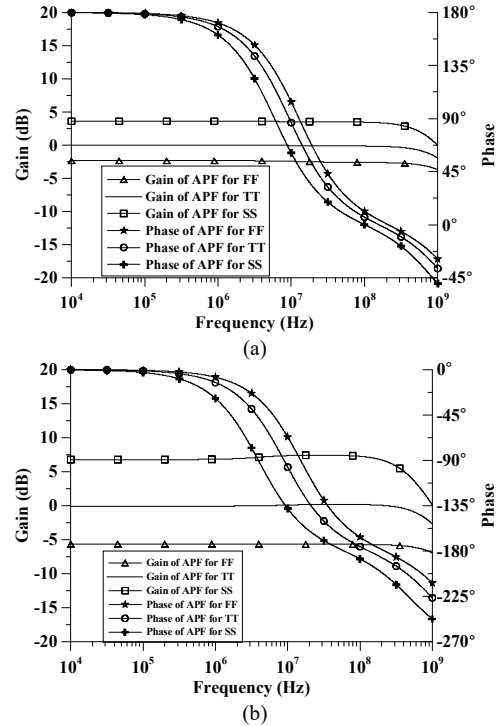 20
15
10
5
0
-5
-10
-15
20
Gain (dB)
180°
135°
90°
45°
0°
-45°
Phase
Gain of APF for FF
Gain of APF for TT
Gain of APF for SS
Phase of APF for FF
Phase of APF for TT
Phase of APF for SS
10^4 10^5 10^6 10^7 10^8 10^9
Frequency (Hz)
(a)
20
15
10
5
0
-5
-10
-15
20
Gain (dB)
0°
-45°
-90°
-135°
-180°
-225°
-270°
Phase
Gain of APF for FF
Gain of APF for TT
Gain of APF for SS
Phase of APF for FF
Phase of APF for TT
Phase of APF for SS
10^4 10^5 10^6 10^7 10^8 10^9
Frequency (Hz)
(b)